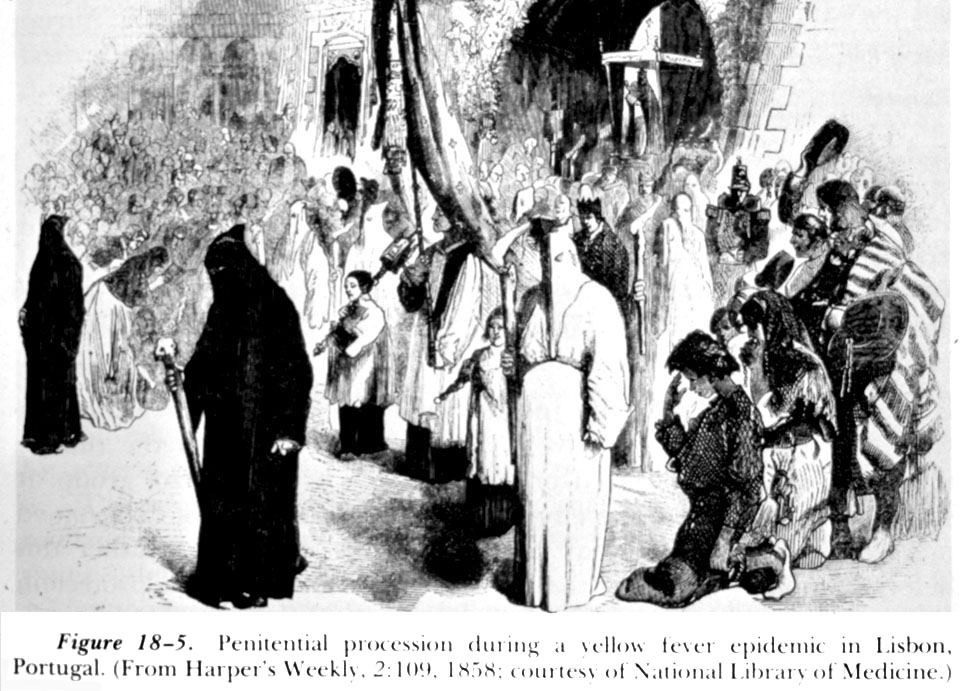 Figure 18-5. Penitential procession during a yellow fever epidemic in Lisbon,
Portugal. (From Harper's Weekly, 2:109, 1858; courtesy of National Library of Medicine.)